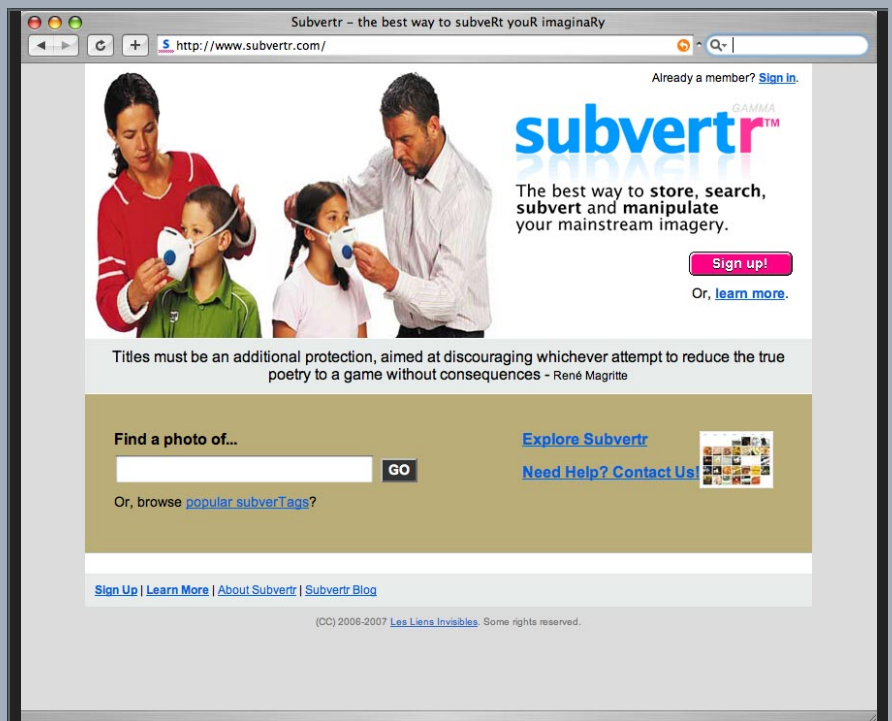 Subvertr – the best way to subveRt youR imaginaRy
S http://www.subvertr.com/
Already a member? Sign in.
GAMMA
subvertr™
The best way to store, search,
subvert and manipulate
your mainstream imagery.
Sign up!
Or, learn more.
Titles must be an additional protection, aimed at discouraging whichever attempt to reduce the true
poetry to a game without consequences - René Magritte
Find a photo of...
GO
Or, browse popular subverTags?
Explore Subvertr
Need Help? Contact Us!
Sign Up | Learn More | About Subvertr | Subvertr Blog
(CC) 2006-2007 Les Liens Invisibles. Some rights reserved.